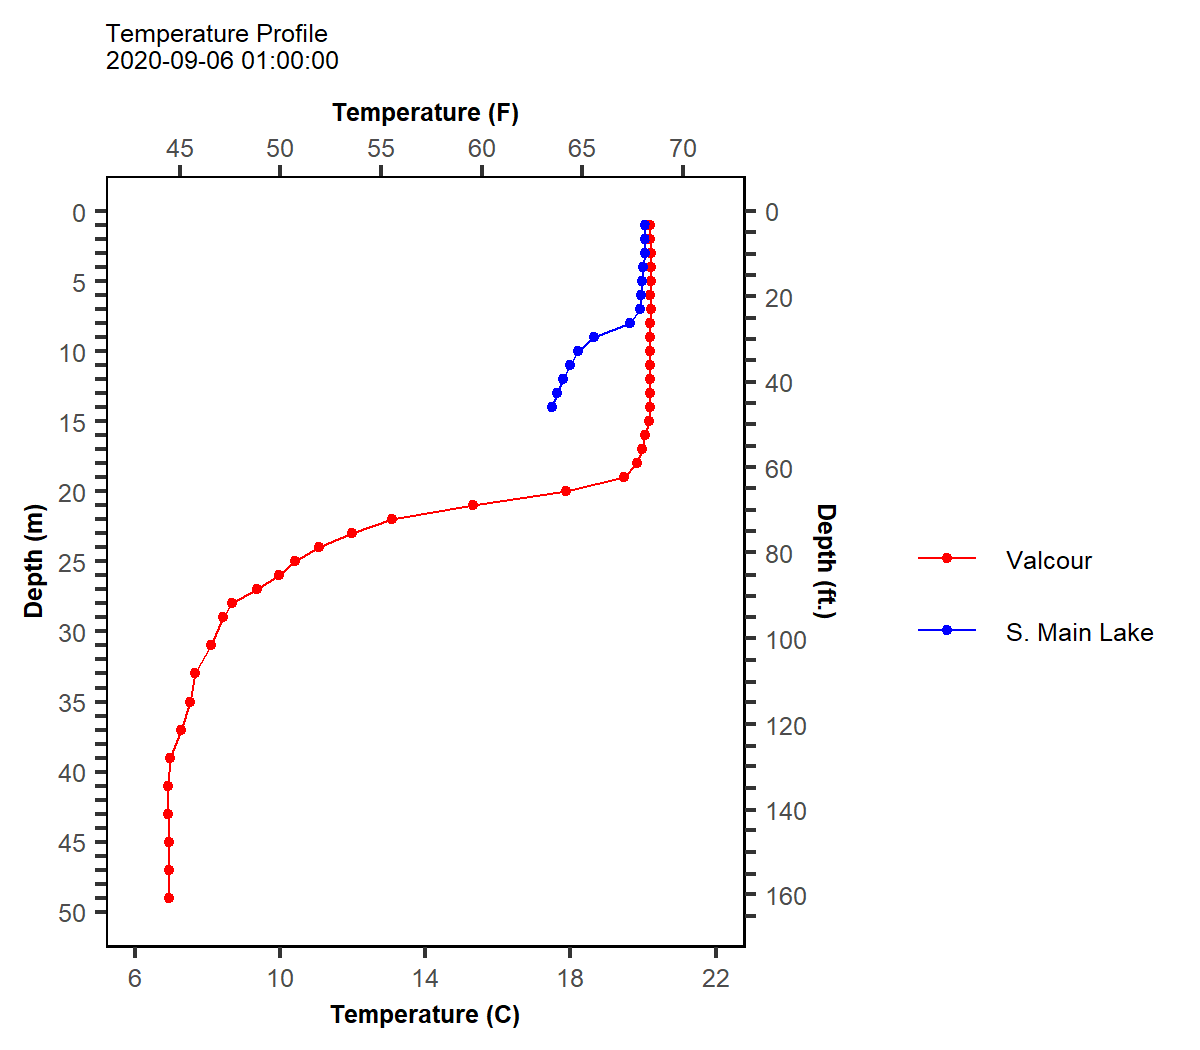 Temperature Profile
2020-09-06 01:00:00
Temperature (F)
45 50 55 60 65 70
0
5
10
15
20
25
30
35
40
45
50
Depth (m)
0
20
40
60
80
100
120
140
160
Depth (ft.)
Valcour
S. Main Lake
6 10 14 18 22
Temperature (C)